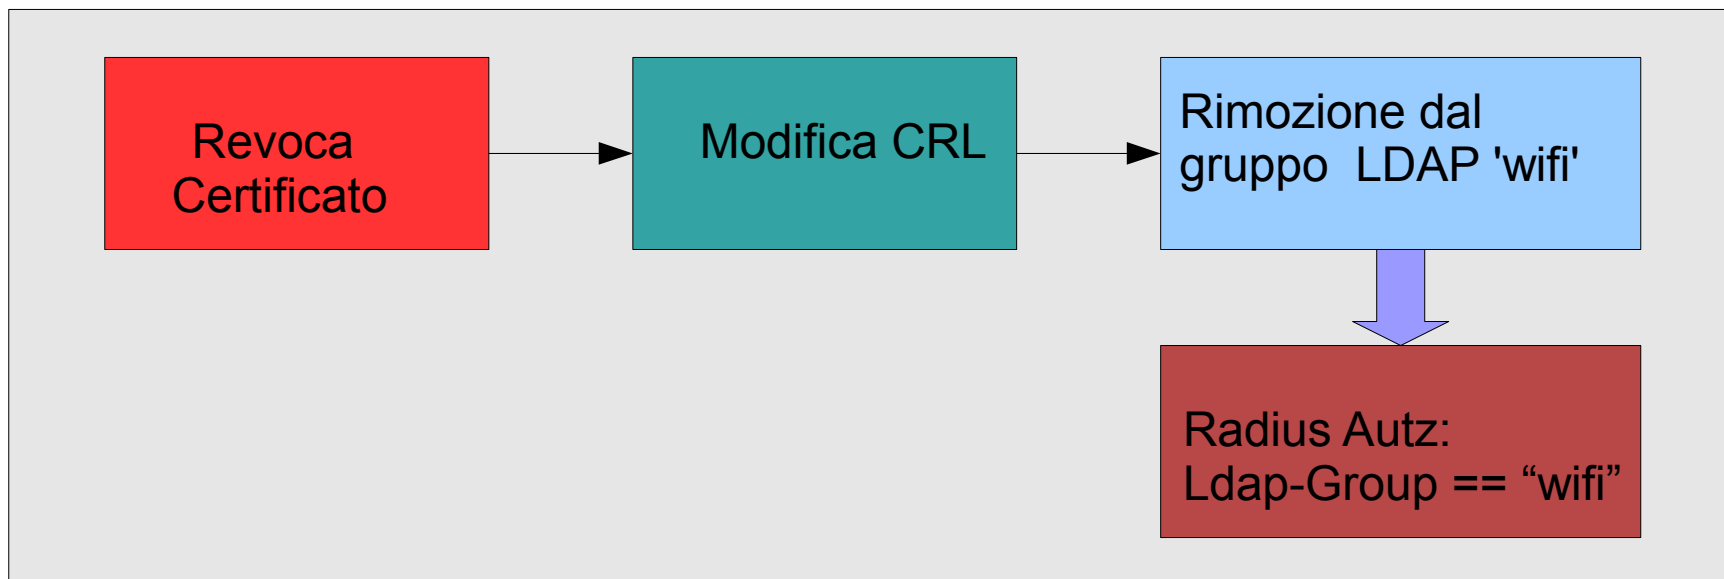 Revoca
Certificato
Modifica CRL
Rimozione dal
gruppo  LDAP 'wifi'
Radius Autz:
Ldap-Group == “wifi”